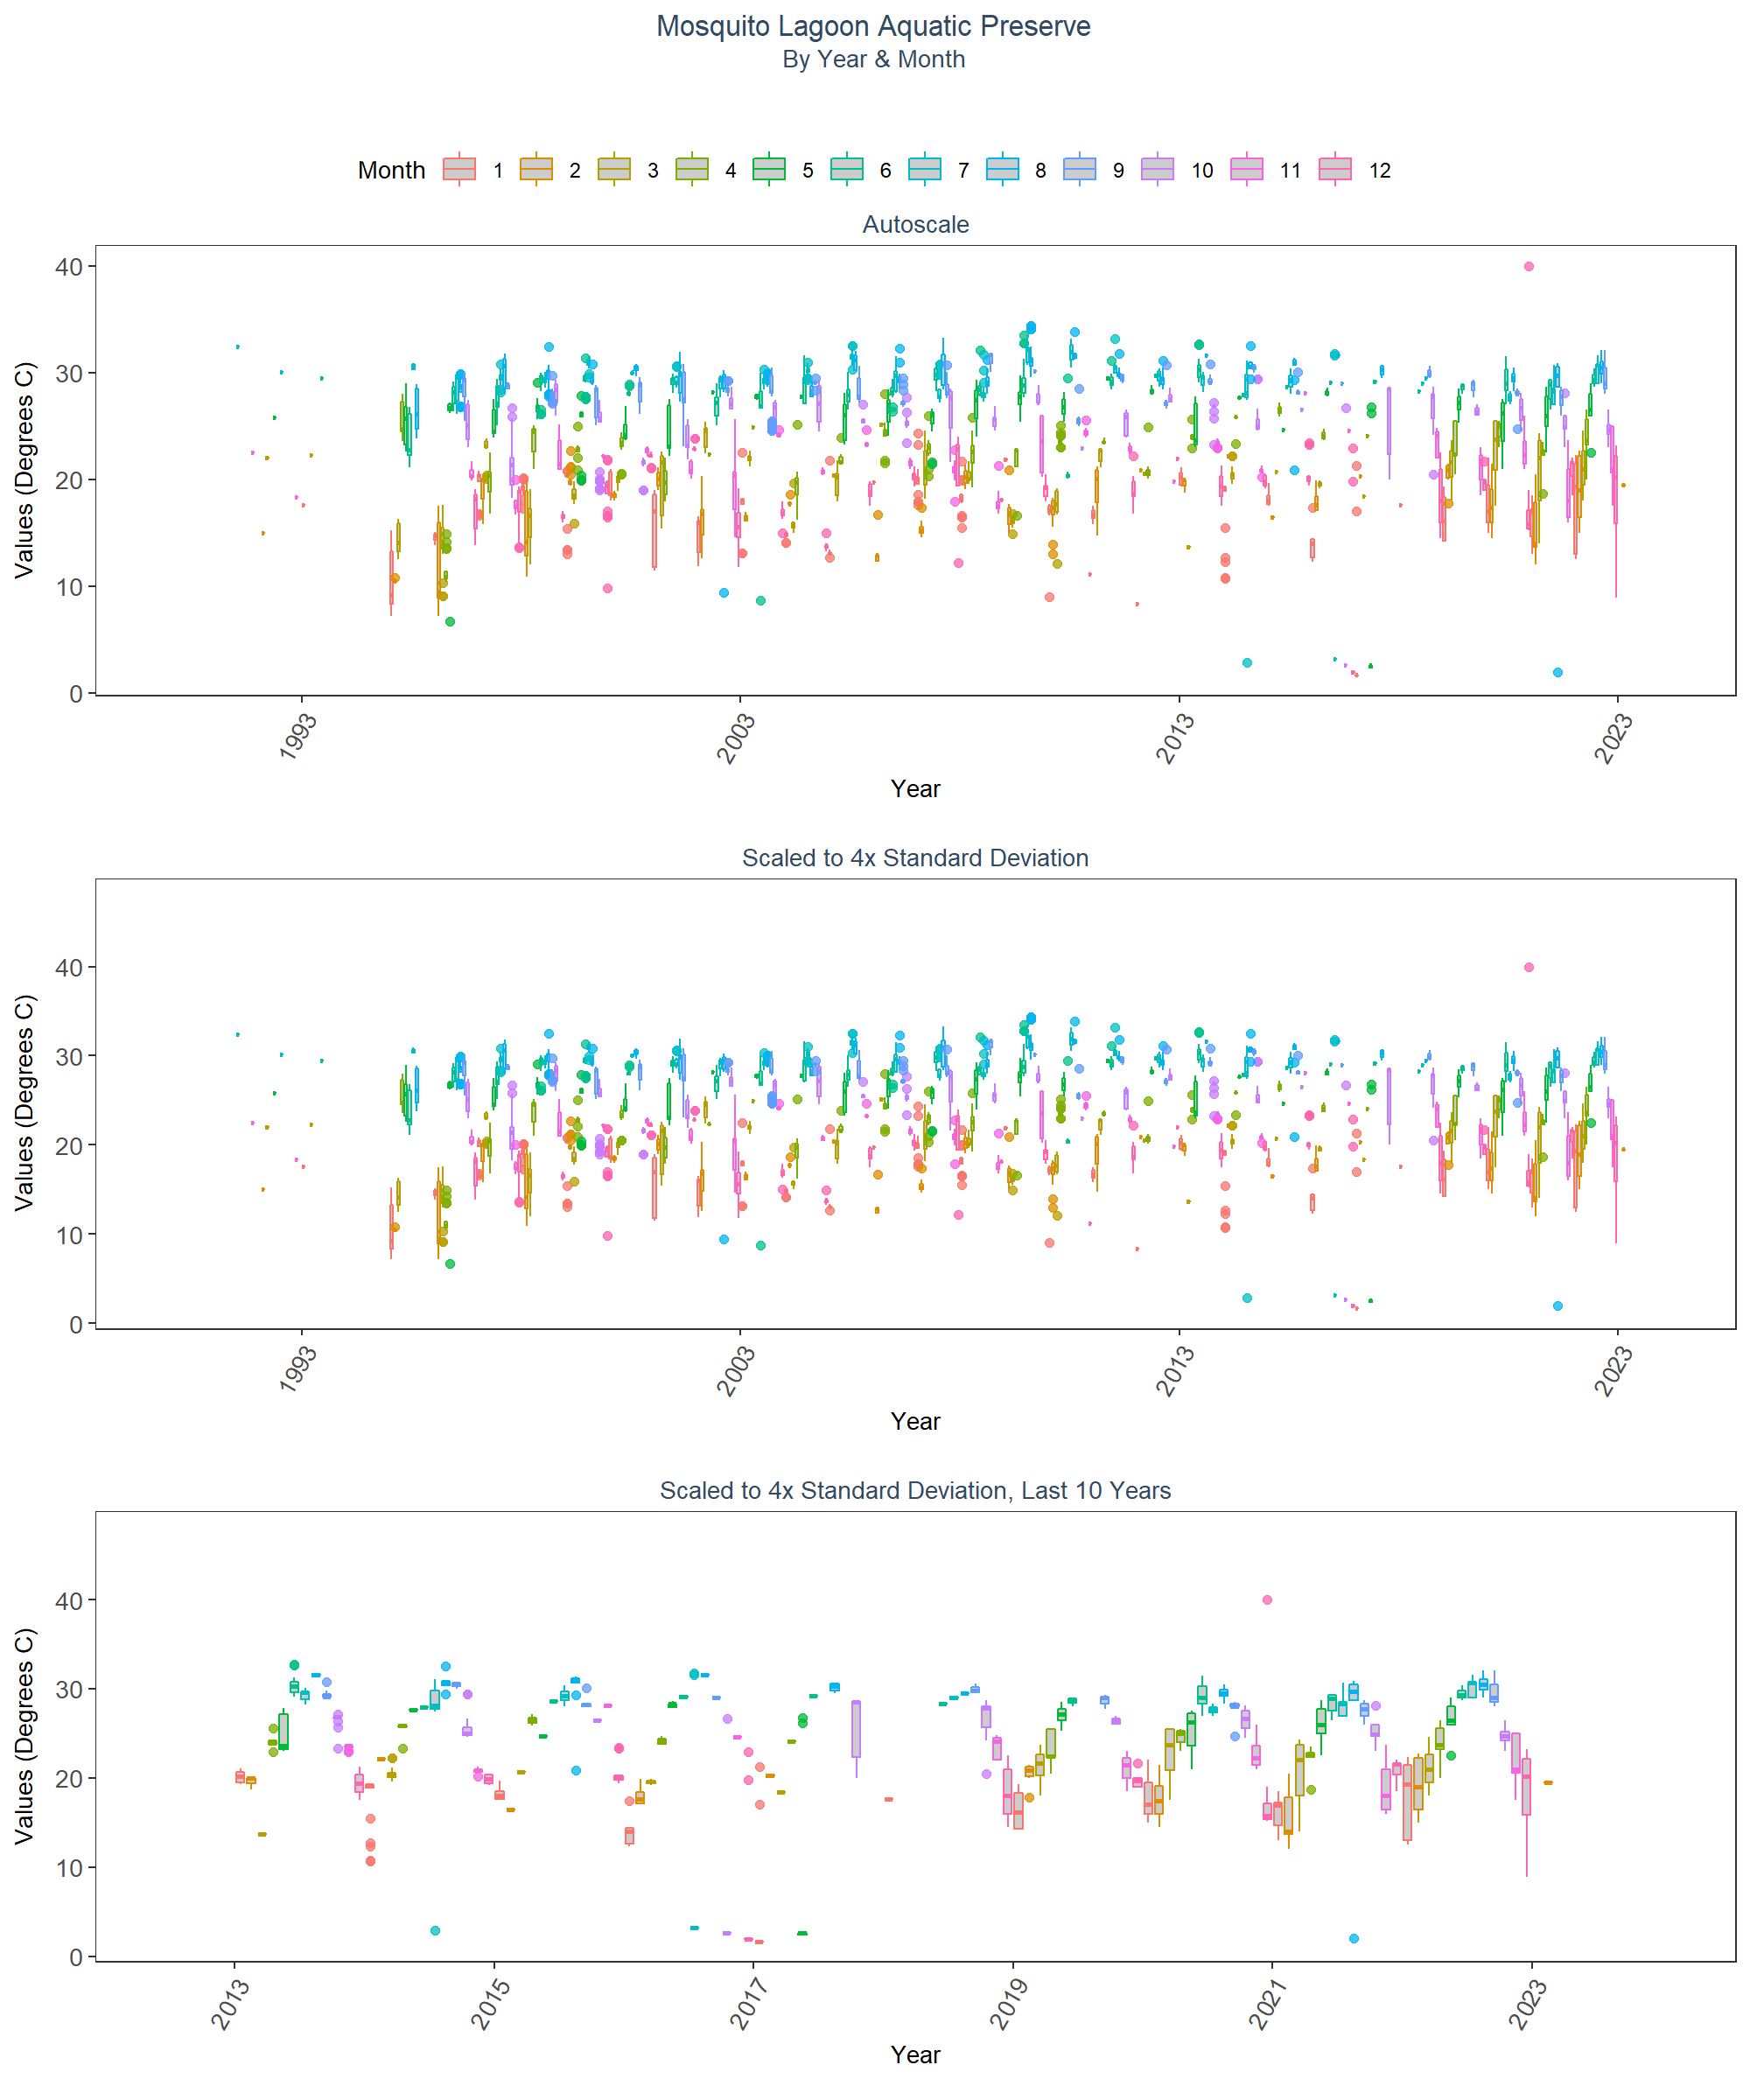 Mosquito Lagoon Aquatic Preserve
By Year & Month
Month 1 2 3 4 5 6 7 8 9 10 11 12
Autoscale
Values (Degrees C)
40
30
20
10
0
1993 2003 2013 2023
Year
Scaled to 4x Standard Deviation
Values (Degrees C)
40
30
20
10
0
1993 2003 2013 2023
Year
Scaled to 4x Standard Deviation, Last 10 Years
Values (Degrees C)
40
30
20
10
0
2013 2015 2017 2019 2021 2023
Year